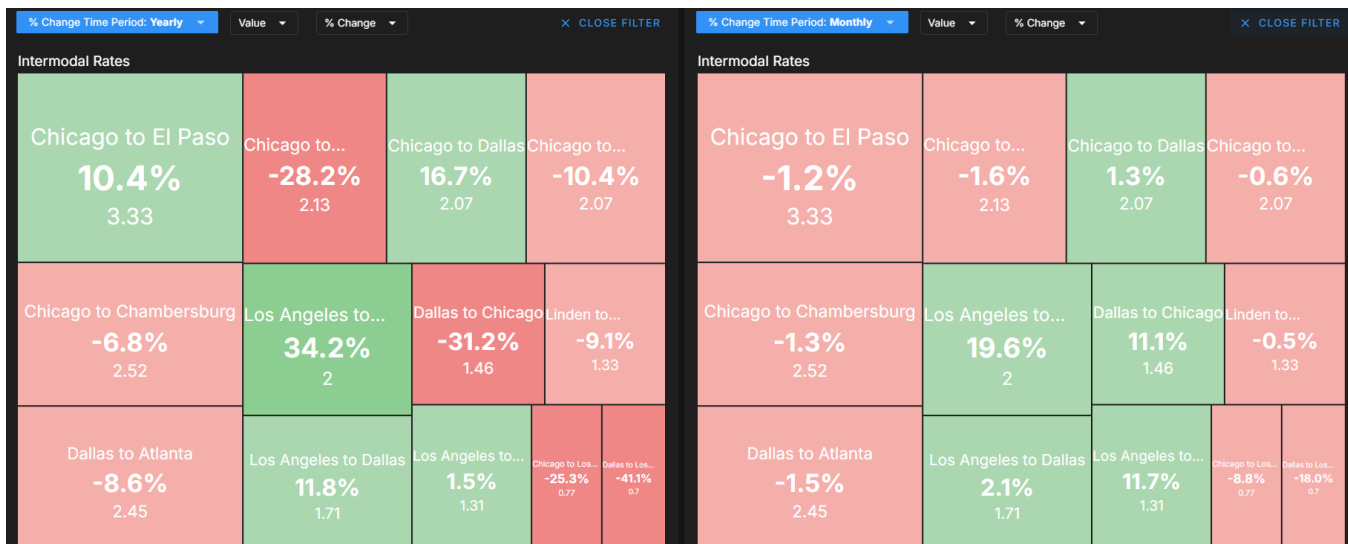 % Change Time Period: Yearly
Value
% Change
× CLOSE FILTER
Intermodal Rates
Chicago to El Paso
10.4%
3.33
Chicago to...
-28.2%
2.13
Chicago to Dallas
16.7%
2.07
Chicago to...
-10.4%
2.07
Chicago to Chambersburg
-6.8%
2.52
Los Angeles to...
34.2%
2
Dallas to Chicago
-31.2%
1.46
Linden to...
-9.1%
1.33
Dallas to Atlanta
-8.6%
2.45
Los Angeles to Dallas
11.8%
1.71
Los Angeles to...
1.5%
1.31
Chicago to Los...
-25.3%
0.77
Dallas to Los...
-41.1%
0.7
% Change Time Period: Monthly
Value
% Change
× CLOSE FILTER
Intermodal Rates
Chicago to El Paso
-1.2%
3.33
Chicago to...
-1.6%
2.13
Chicago to Dallas
1.3%
2.07
Chicago to...
-0.6%
2.07
Chicago to Chambersburg
-1.3%
2.52
Los Angeles to...
19.6%
2
Dallas to Chicago
11.1%
1.46
Linden to...
-0.5%
1.33
Dallas to Atlanta
-1.5%
2.45
Los Angeles to Dallas
2.1%
1.71
Los Angeles to...
11.7%
1.31
Chicago to Los...
-8.8%
0.77
Dallas to Los...
-18.0%
0.7